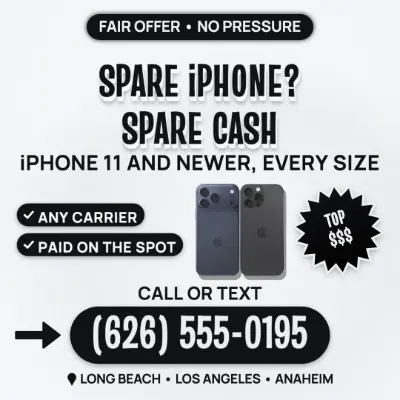 FAIR OFFER • NO PRESSURE
SPARE iPHONE?
SPARE CASH
iPHONE 11 AND NEWER, EVERY SIZE
ANY CARRIER
PAID ON THE SPOT
TOP
$$$
CALL OR TEXT
(626) 555-0195
LONG BEACH • LOS ANGELES • ANAHEIM